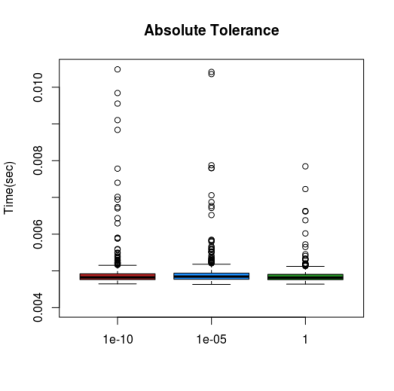 Absolute Tolerance
Time(sec)
0.010
0.008
0.006
0.004
1e-10 1e-05 1